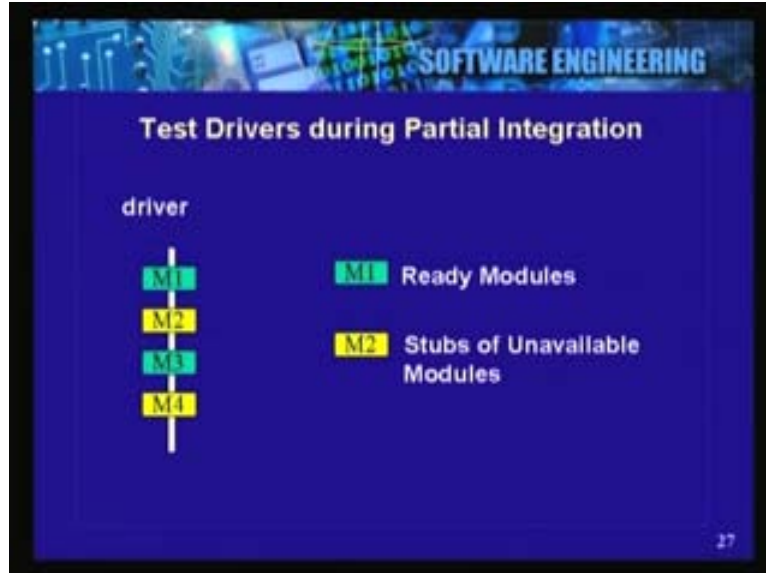 SOFTWARE ENGINEERING
Test Drivers during Partial Integration
driver
M1
M2
M3
M4
M1 Ready Modules
M2 Stubs of Unavailable
Modules
27